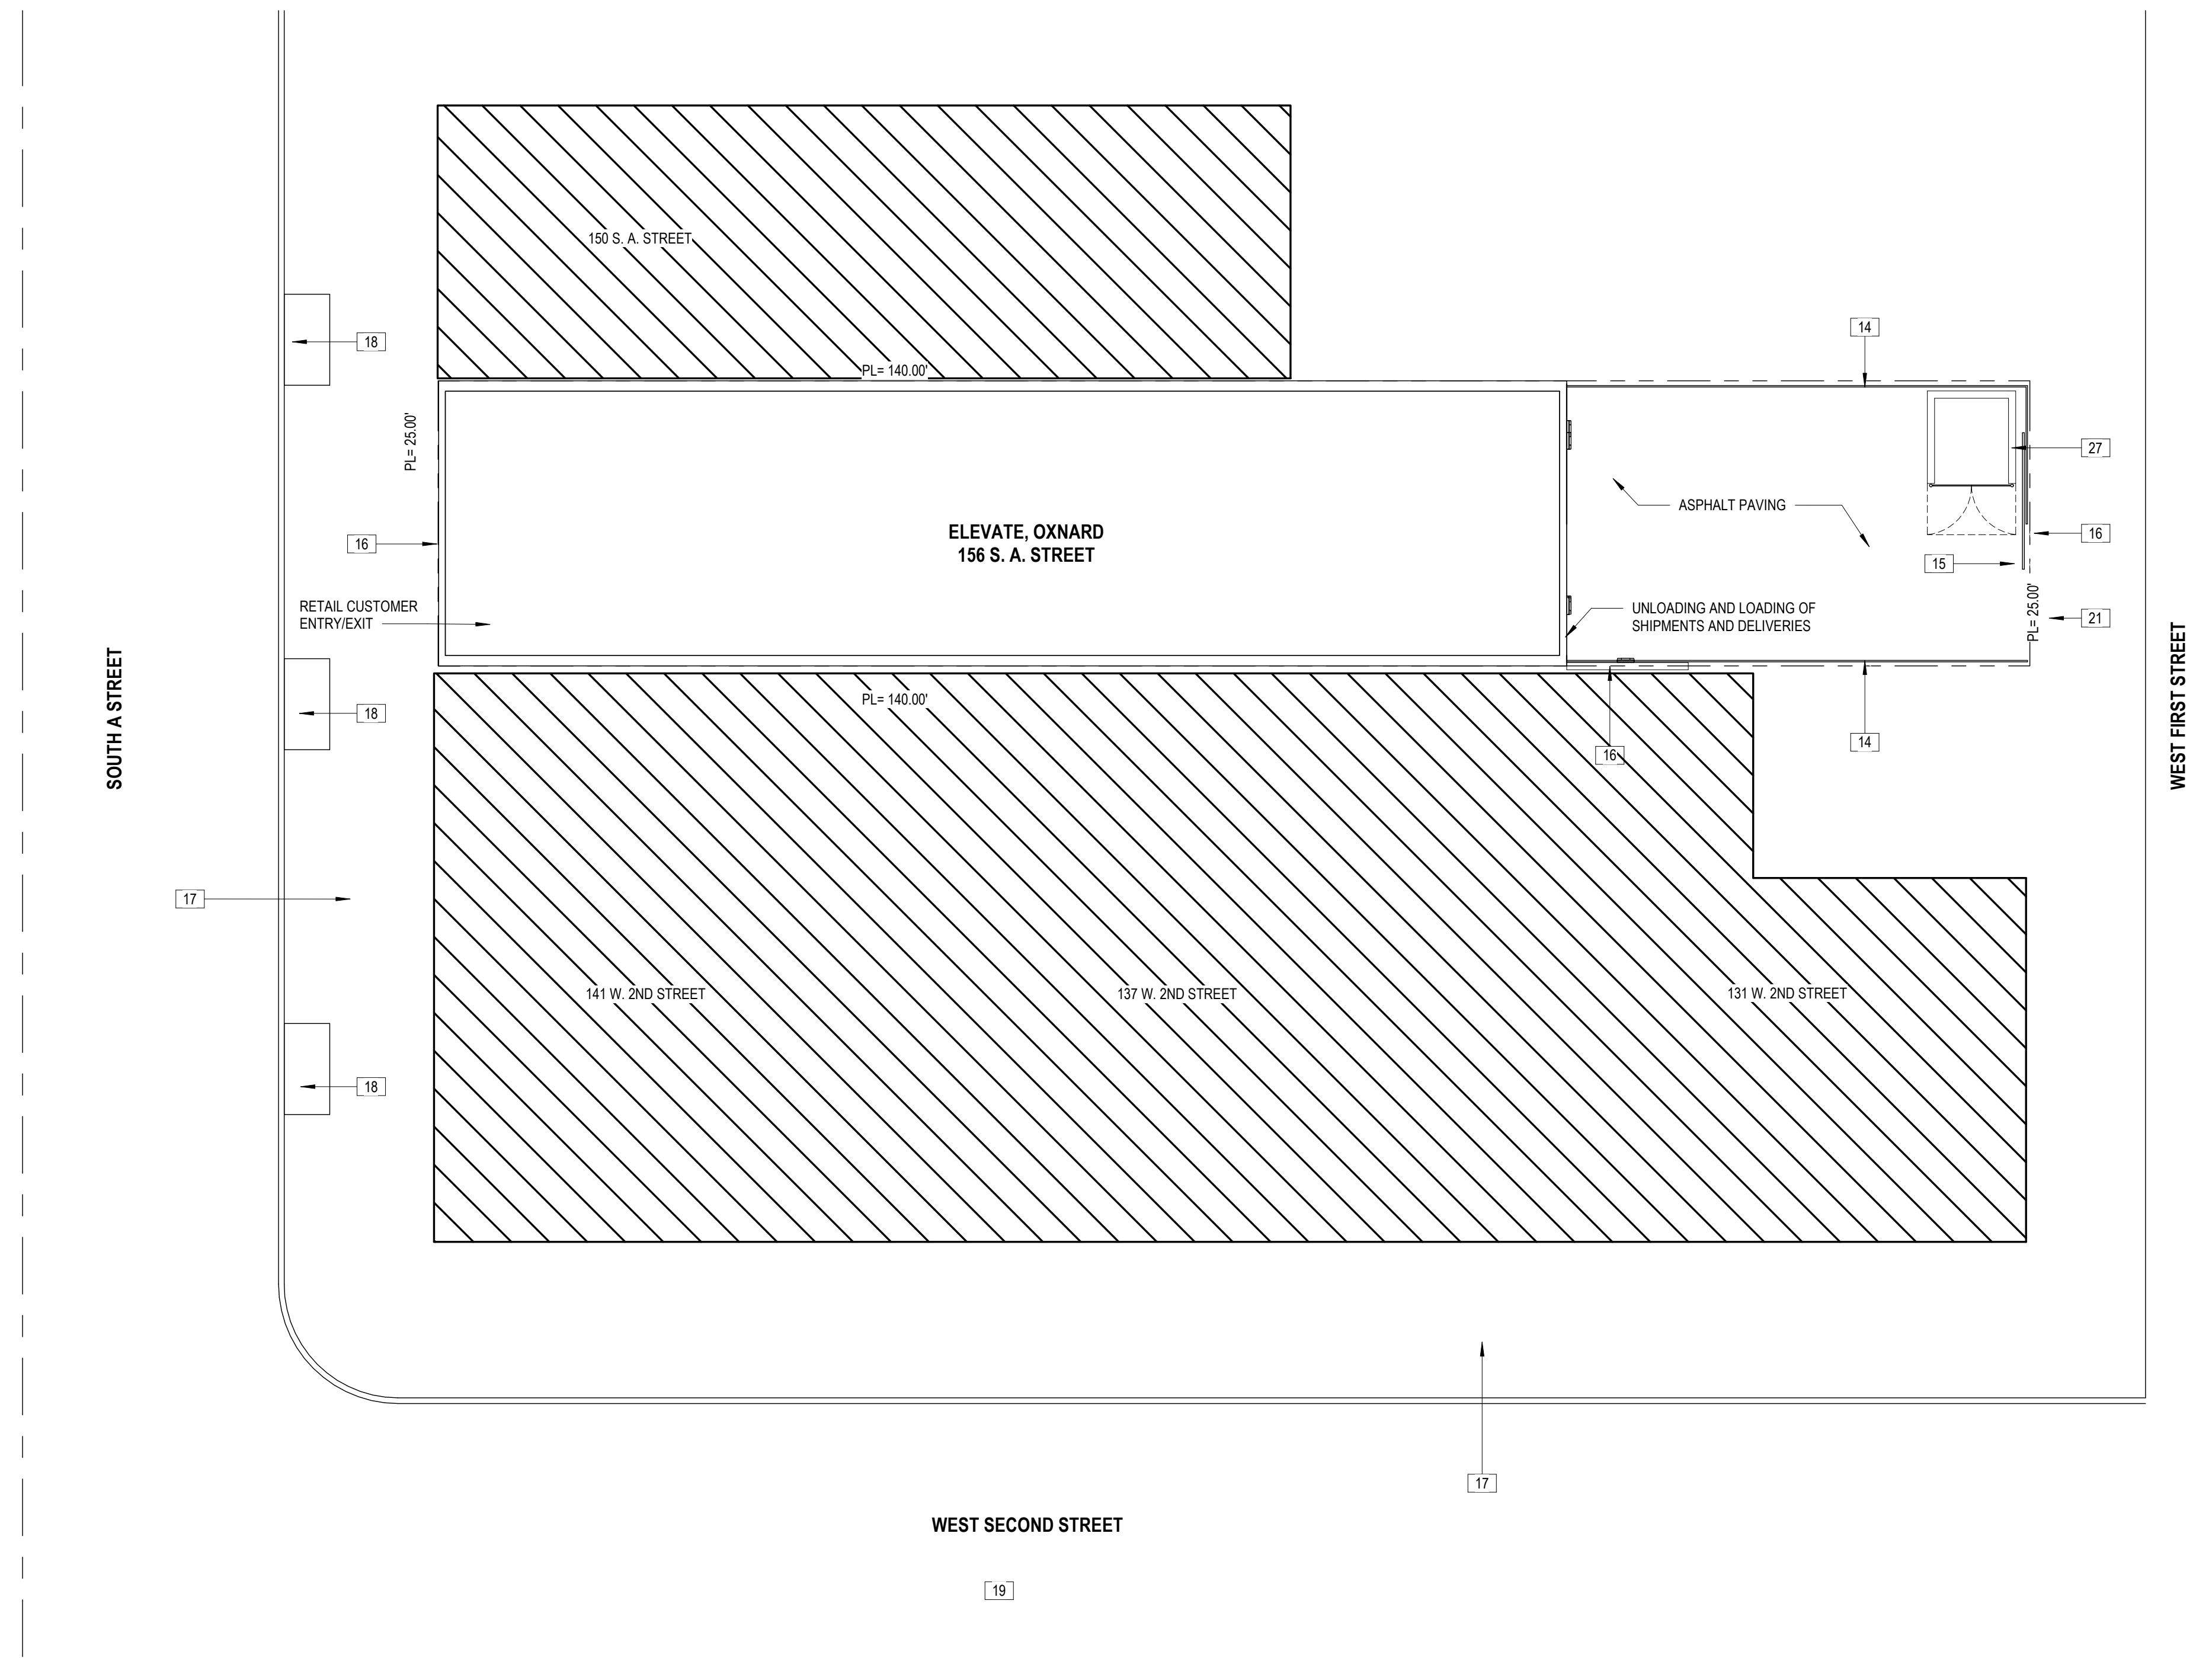 150 S. A. STREET
14
18
PL= 140.00'
PL= 25.00'
27
ASPHALT PAVING
ELEVATE, OXNARD
156 S. A. STREET
16
16
15
RETAIL CUSTOMER
ENTRY/EXIT
UNLOADING AND LOADING OF
SHIPMENTS AND DELIVERIES
PL= 25.00'
21
SOUTH A STREET
WEST FIRST STREET
18
PL= 140.00'
16
14
17
141 W. 2ND STREET
137 W. 2ND STREET
131 W. 2ND STREET
18
17
WEST SECOND STREET
19